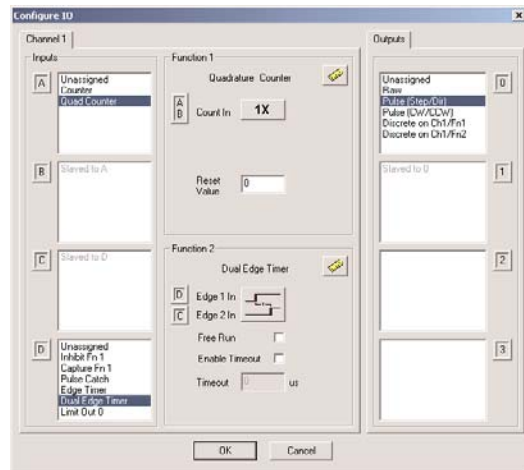 Configure IO
x
Channel 1
Inputs
A
Unassigned
Counter
Quad Counter
B
Slaved to A
C
Slaved to D
D
Unassigned
Inhibit Fn 1
Capture Fn 1
Pulse Catch
Edge Timer
Dual Edge Timer
Limit Out 0
Function 1
Quadrature Counter
A
B
Count In
1X
Reset
Value
0
Function 2
Dual Edge Timer
D
Edge 1 In
C
Edge 2 In
Free Run
Enable Timeout
Timeout
0
us
Outputs
Unassigned
Raw
Pulse (Step/Dir)
Pulse (CW/CCW)
Discrete on Ch1/Fn1
Discrete on Ch1/Fn2
0
Slaved to 0
1
2
3
OK
Cancel